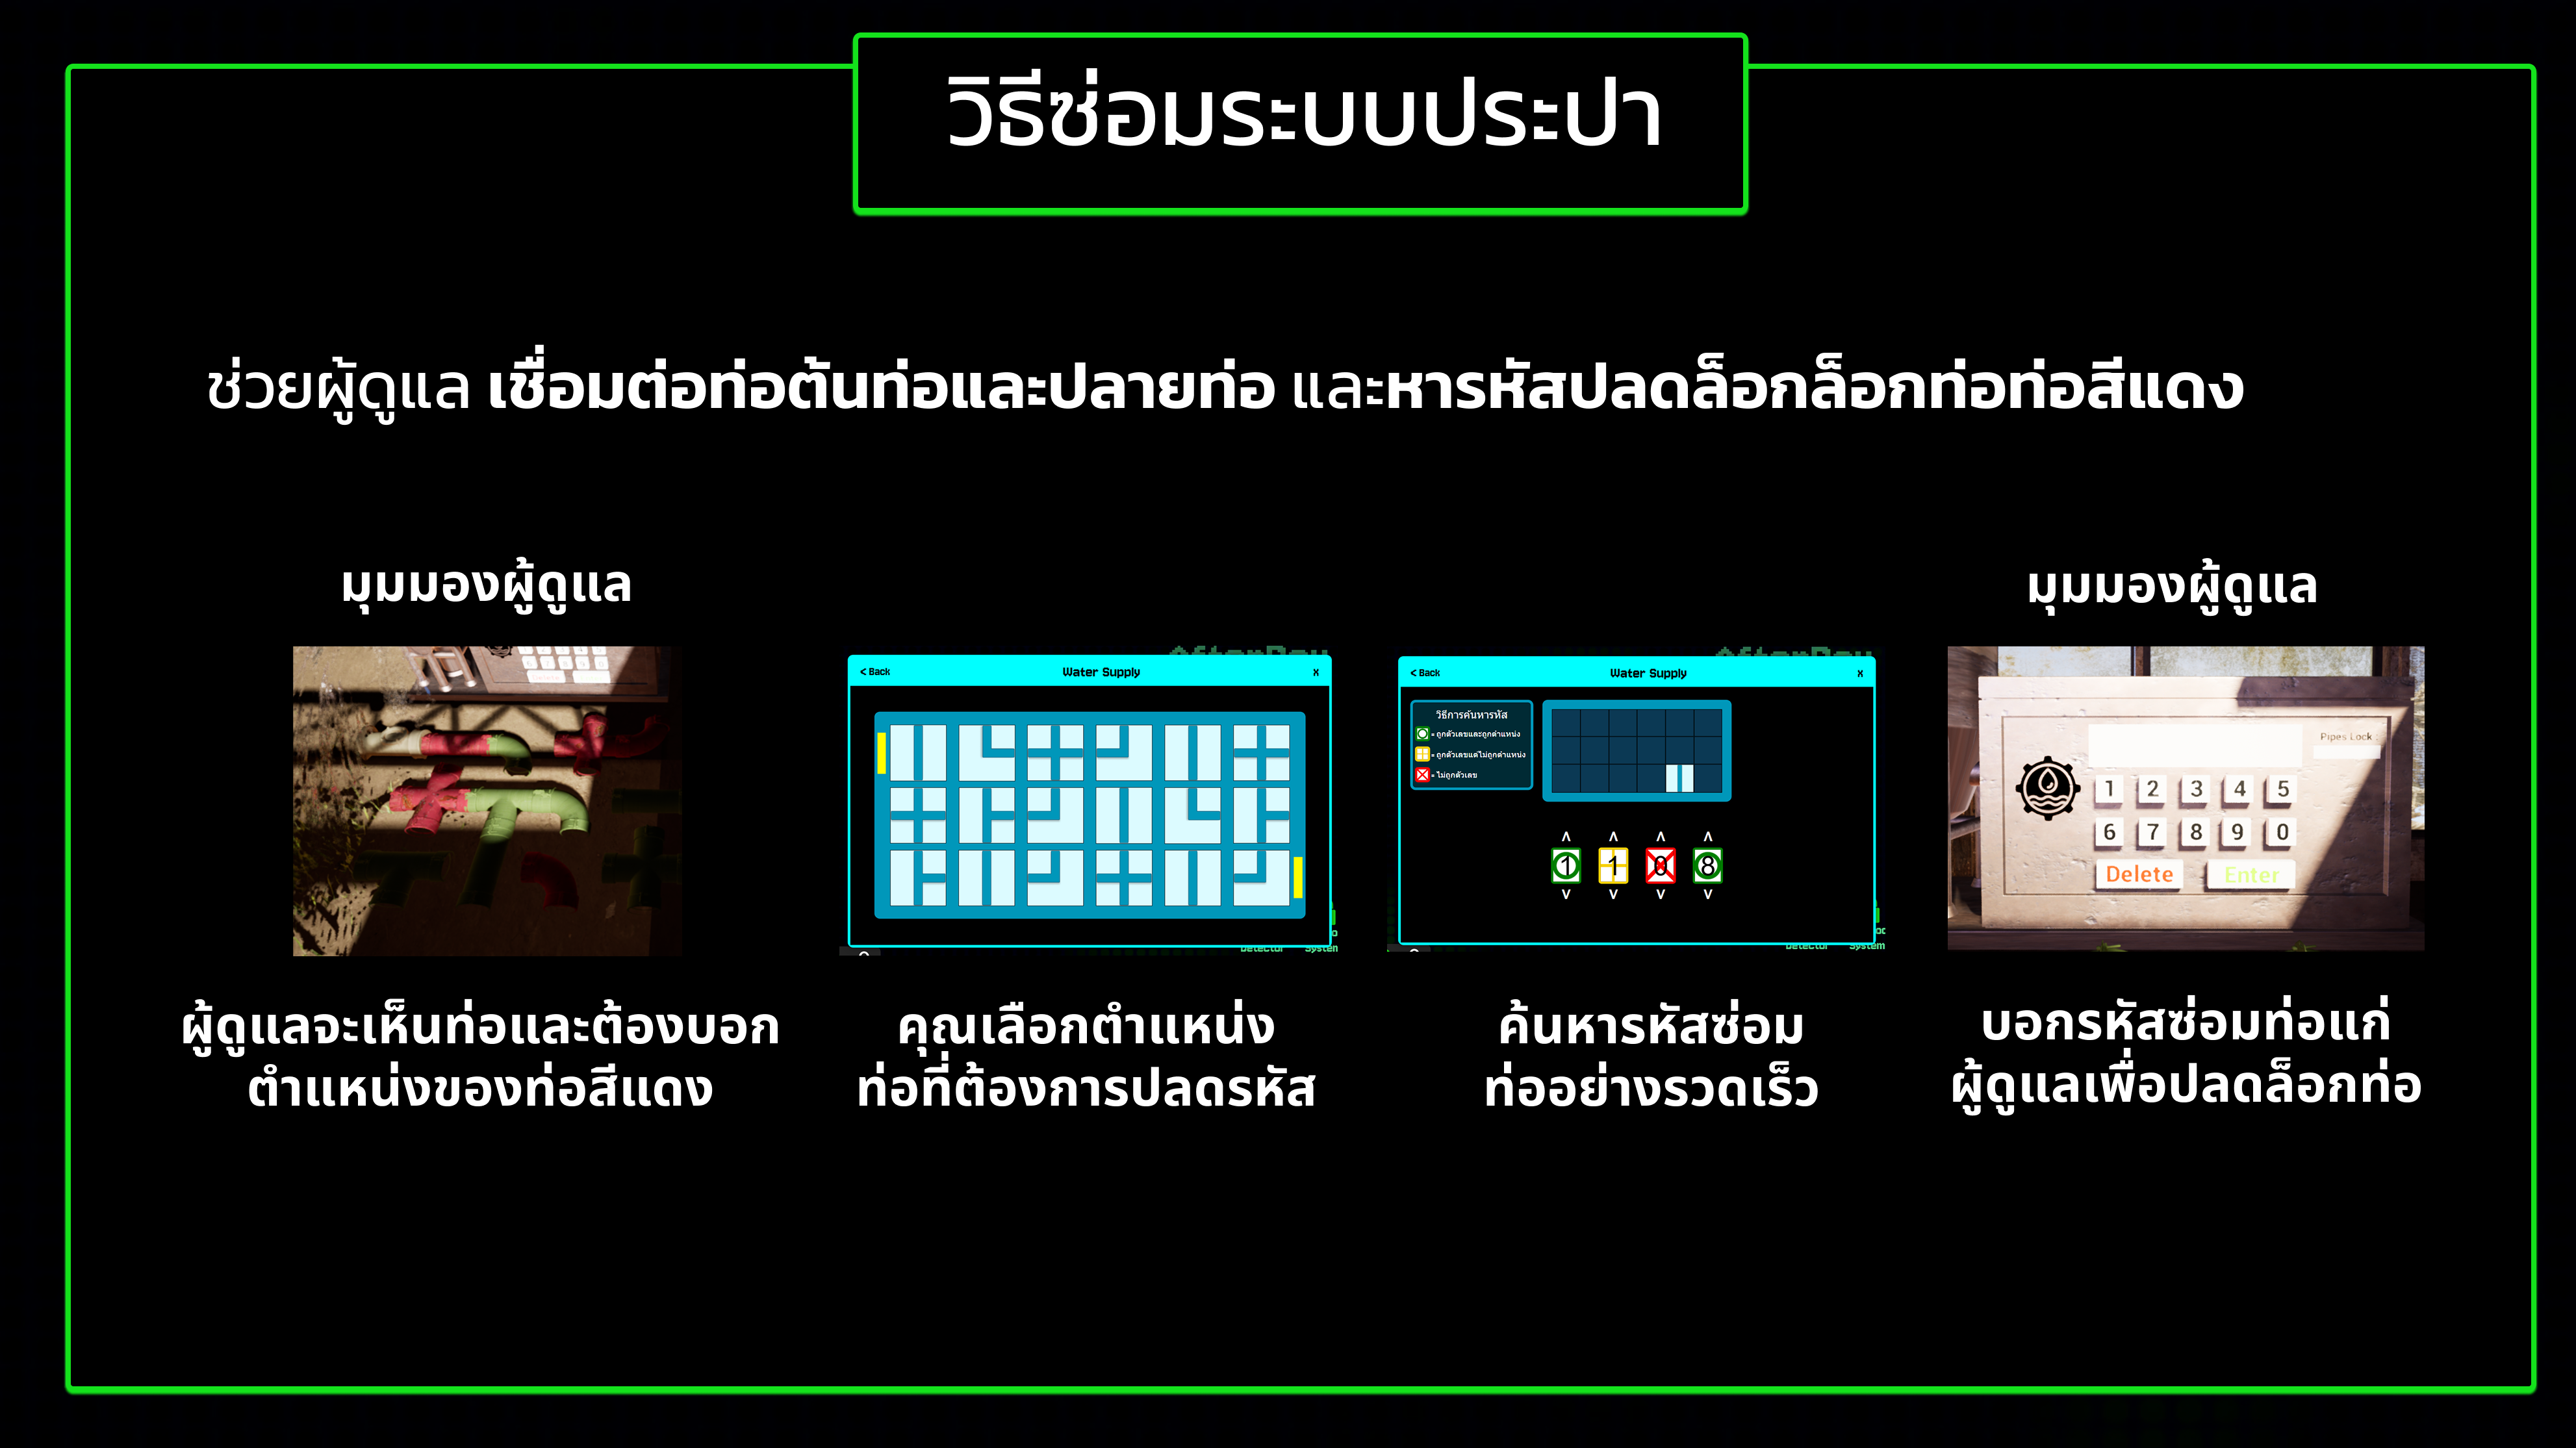 วิธีซ่อมระบบประปา
ช่วยผู้ดูแล เชื่อมต่อท่อต้นท่อและปลายท่อ และหารหัสปลดล็อกล็อกท่อท่อสีแดง
มุมมองผู้ดูแล
มุมมองผู้ดูแล
< Back
Water Supply
x
Detector
System
< Back
Water Supply
x
วิธีการค้นหารหัส
= ถูกตัวเลขและถูกตำแหน่ง
= ถูกตัวเลขแต่ไม่ถูกตำแหน่ง
= ไม่ถูกตัวเลข
1 1 0 8
Detector
System
Pipes Lock :
1 2 3 4 5
6 7 8 9 0
Delete
Enter
ผู้ดูแลจะเห็นท่อและต้องบอก
ตำแหน่งของท่อสีแดง
คุณเลือกตำแหน่ง
ท่อที่ต้องการปลดรหัส
ค้นหารหัสซ่อม
ท่ออย่างรวดเร็ว
บอกรหัสซ่อมท่อแก่
ผู้ดูแลเพื่อปลดล็อกท่อ